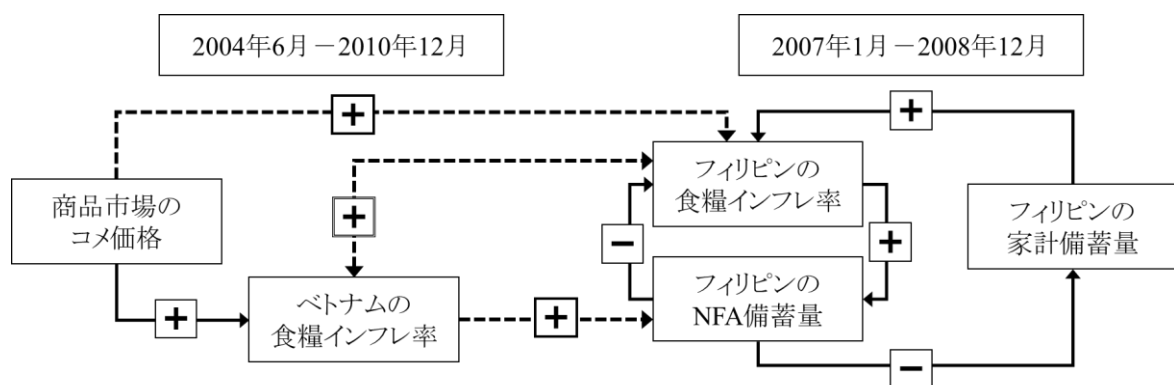 2004年6月－2010年12月
2007年1月－2008年12月
+
+
商品市場の
コメ価格
フィリピンの
食糧インフレ率
フィリピンの
家計備蓄量
+
−
+
+
ベトナムの
食糧インフレ率
+
フィリピンの
NFA備蓄量
−